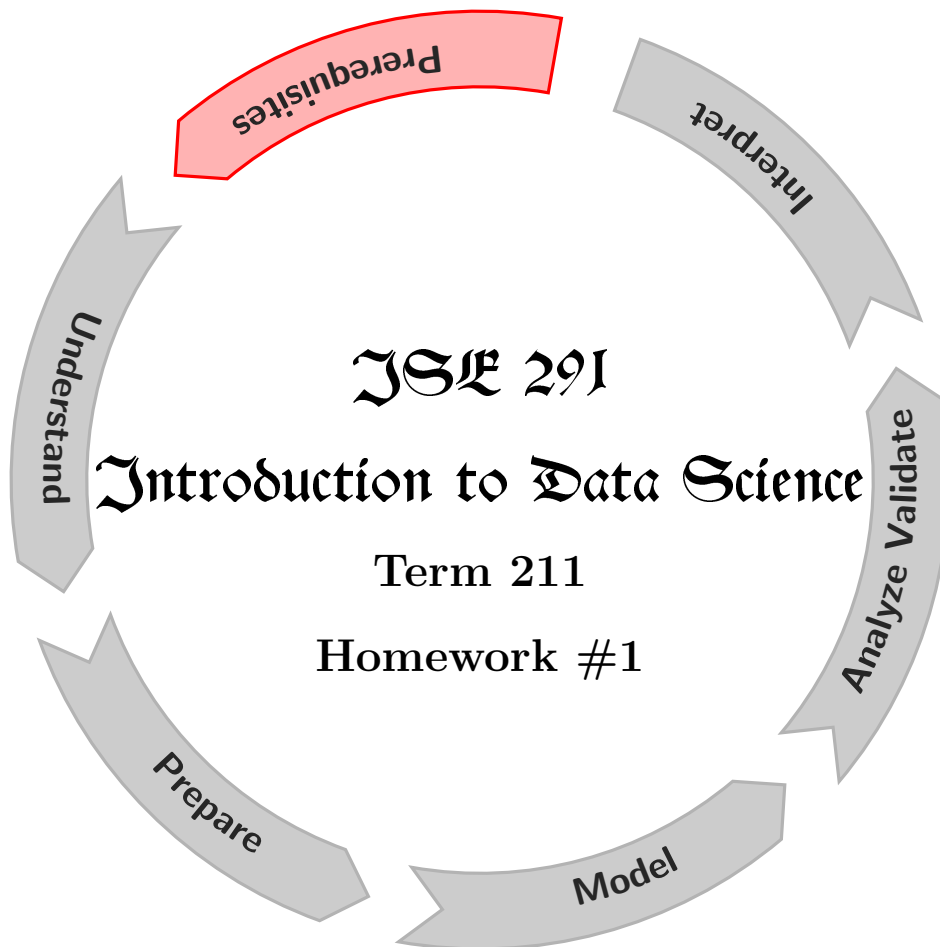 Prerequisites
Interpret
Understand
ISE 291
Introduction to Data Science
Analyze Validate
Term 211
Homework #1
Prepare
Model